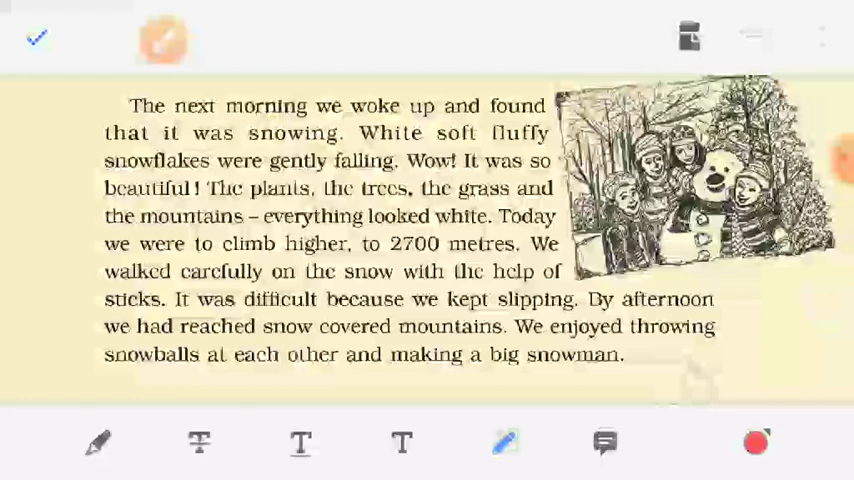 The next morning we woke up and found
that it was snowing. White soft fluffy
snowflakes were gently falling. Wow! It was so
beautiful! The plants, the trees, the grass and
the mountains – everything looked white. Today
we were to climb higher, to 2700 metres. We
walked carefully on the snow with the help of
sticks. It was difficult because we kept slipping. By afternoon
we had reached snow covered mountains. We enjoyed throwing
snowballs at each other and making a big snowman.